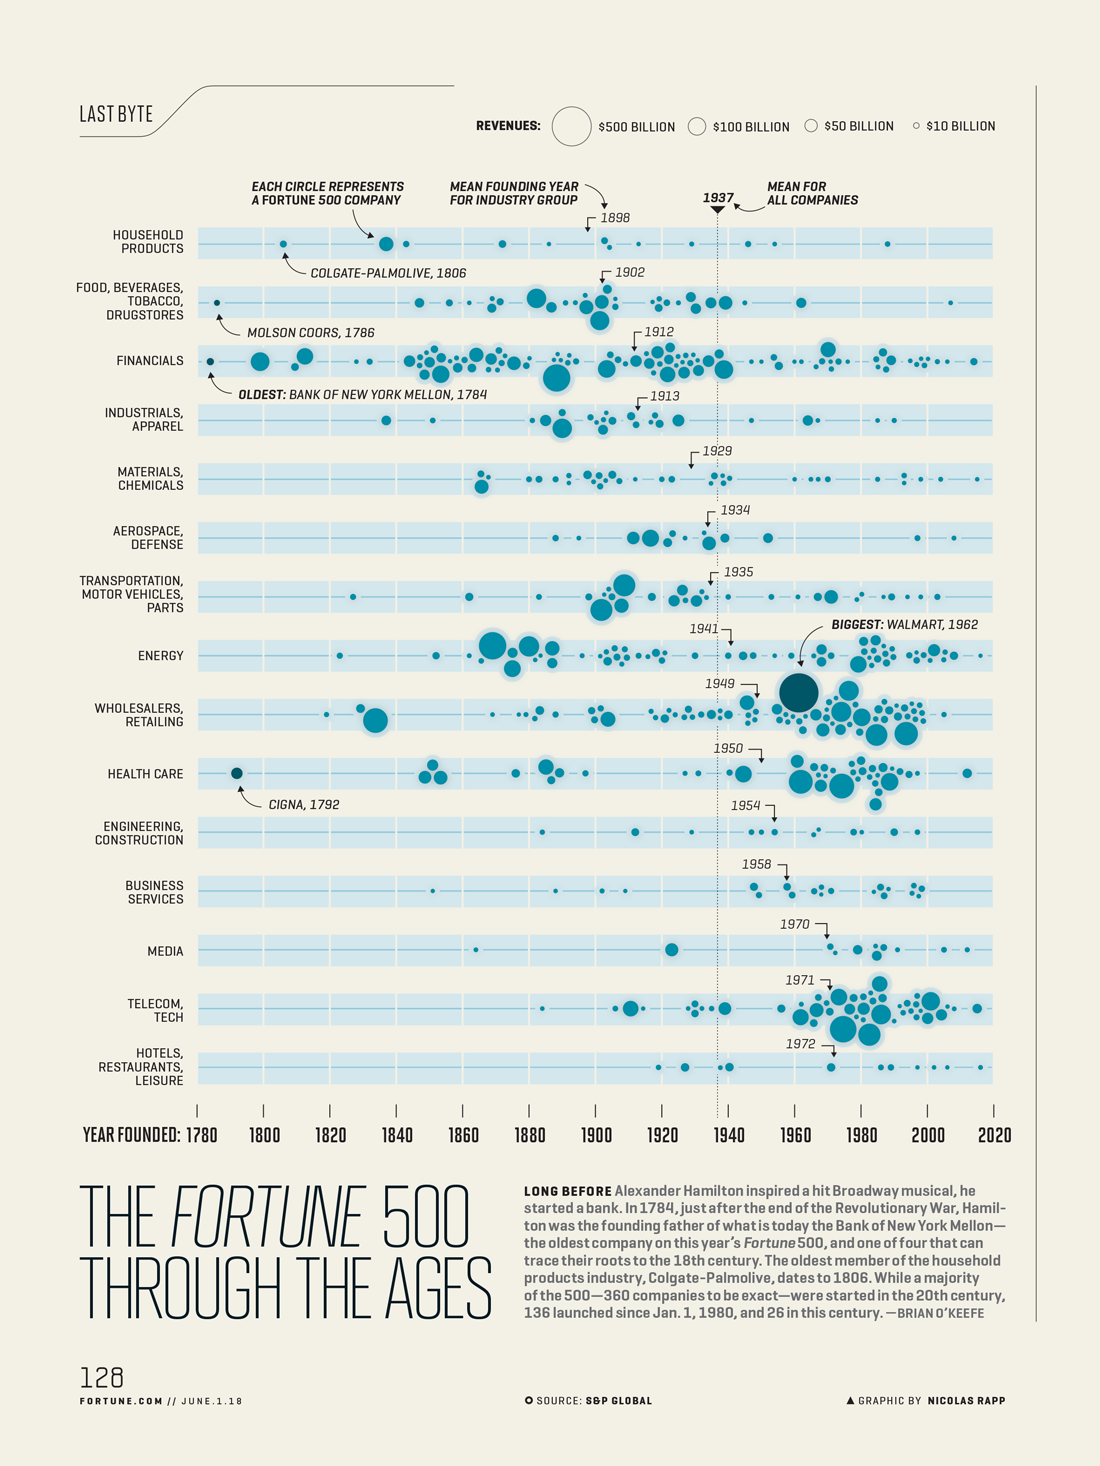 LAST BYTE
REVENUES: $500 BILLION $100 BILLION $50 BILLION $10 BILLION
EACH CIRCLE REPRESENTS
A FORTUNE 500 COMPANY
MEAN FOUNDING YEAR
FOR INDUSTRY GROUP
1937
MEAN FOR
ALL COMPANIES
1898
HOUSEHOLD
PRODUCTS
COLGATE-PALMOLIVE, 1806
1902
FOOD, BEVERAGES,
TOBACCO,
DRUGSTORES
MOLSON COORS, 1786
1912
FINANCIALS
OLDEST: BANK OF NEW YORK MELLON, 1784
1913
INDUSTRIALS,
APPAREL
1929
MATERIALS,
CHEMICALS
1934
AEROSPACE,
DEFENSE
1935
TRANSPORTATION,
MOTOR VEHICLES,
PARTS
BIGGEST: WALMART, 1962
1941
ENERGY
1949
WHOLESALERS,
RETAILING
1950
HEALTH CARE
CIGNA, 1792
1954
ENGINEERING,
CONSTRUCTION
1958
BUSINESS
SERVICES
1970
MEDIA
1971
TELECOM,
TECH
1972
HOTELS,
RESTAURANTS,
LEISURE
YEAR FOUNDED: 1780 1800 1820 1840 1860 1880 1900 1920 1940 1960 1980 2000 2020
THE FORTUNE 500
THROUGH THE AGES
LONG BEFORE Alexander Hamilton inspired a hit Broadway musical, he
started a bank. In 1784, just after the end of the Revolutionary War, Hamil-
ton was the founding father of what is today the Bank of New York Mellon—
the oldest company on this year's Fortune 500, and one of four that can
trace their roots to the 18th century. The oldest member of the household
products industry, Colgate-Palmolive, dates to 1806. While a majority
of the 500—360 companies to be exact—were started in the 20th century,
136 launched since Jan. 1, 1980, and 26 in this century. —BRIAN O'KEEFE
128
FORTUNE.COM // JUNE.1.18
SOURCE: S&P GLOBAL
GRAPHIC BY NICOLAS RAPP